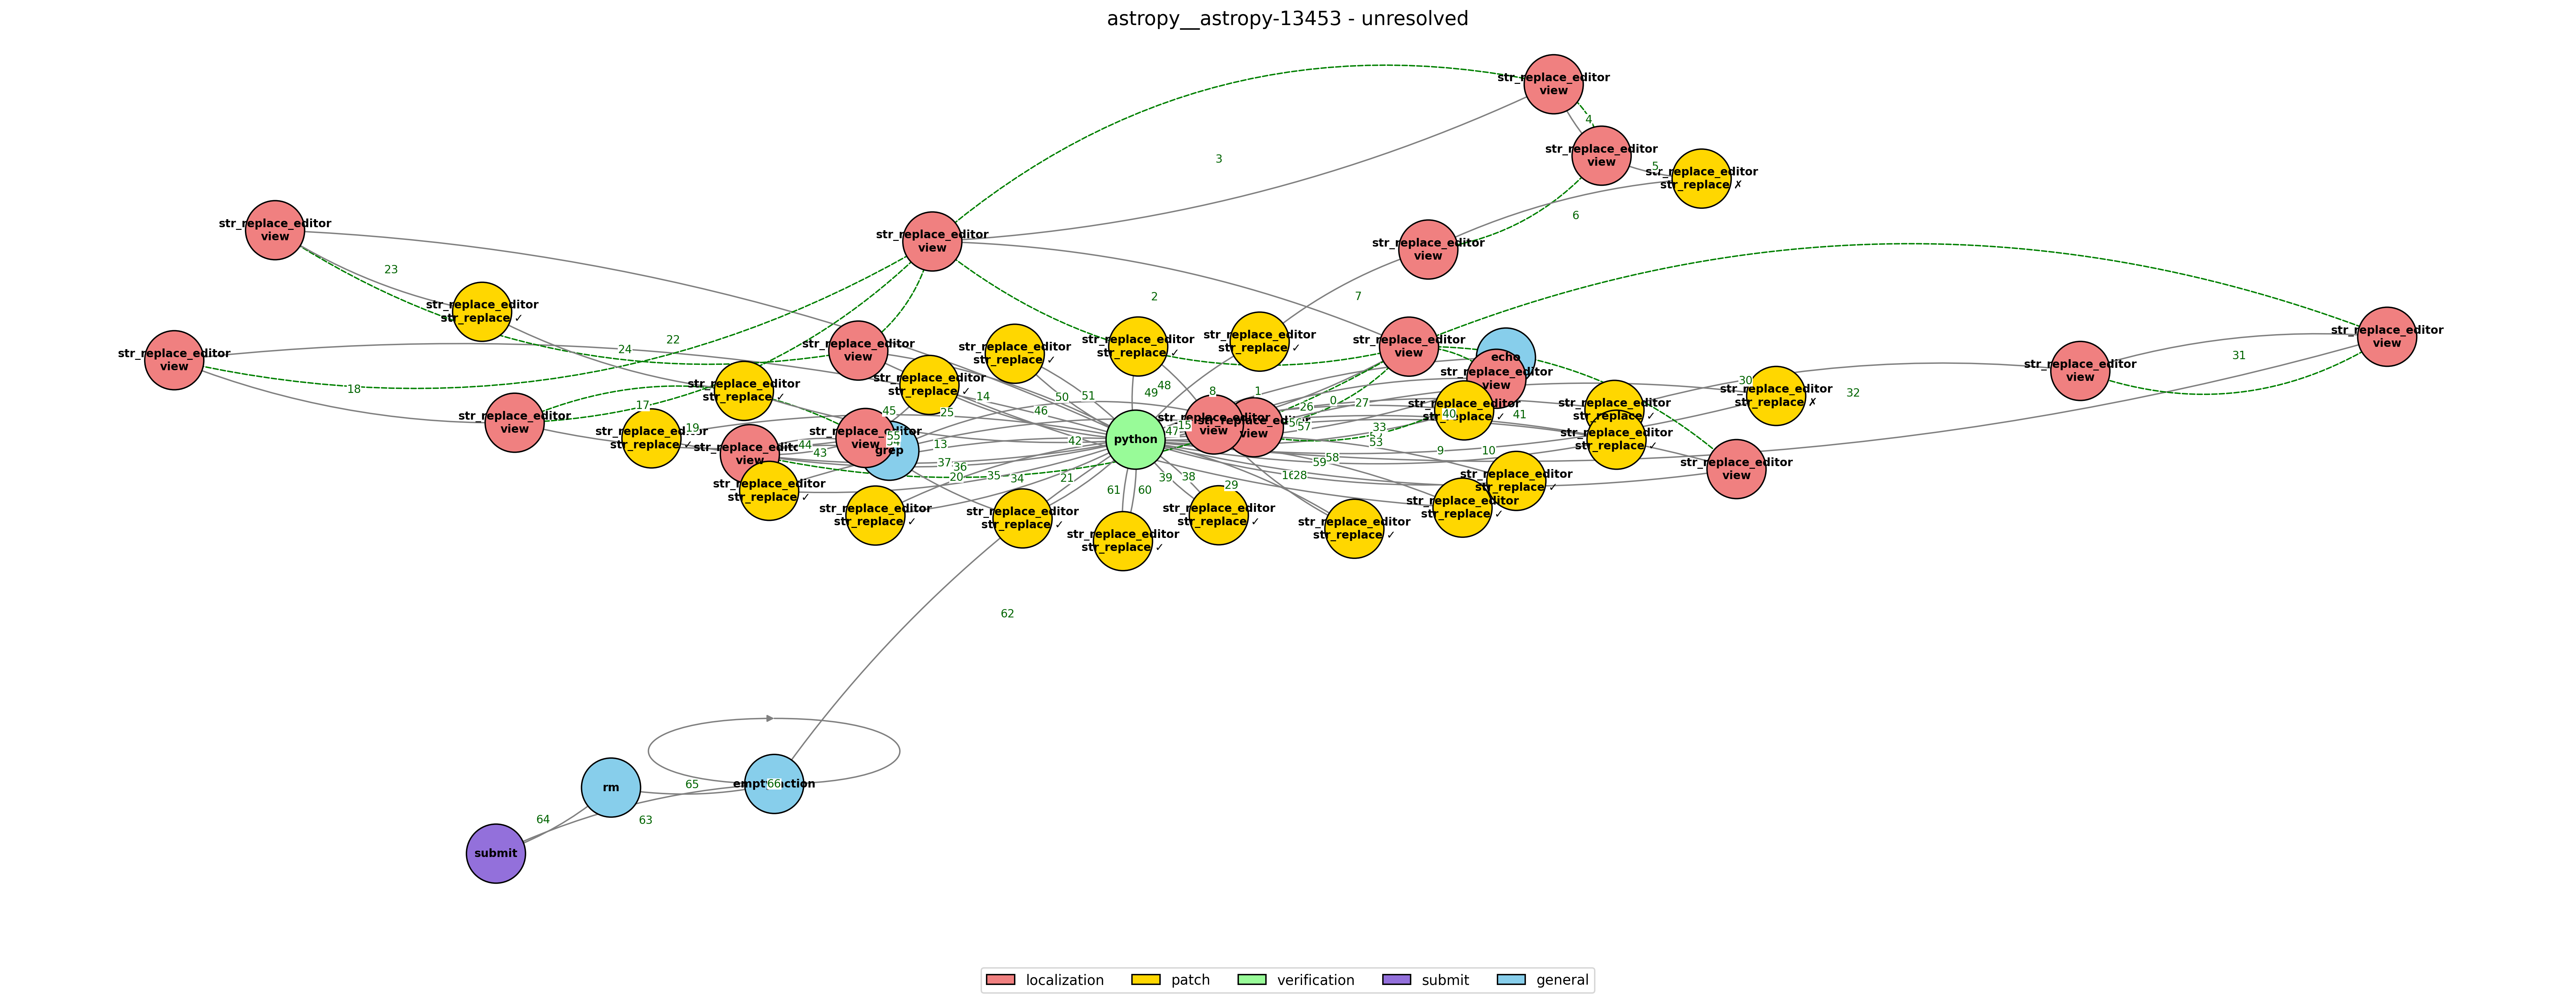 astropy__astropy-13453 - unresolved
str_replace_editor
view
4
str_replace_editor
view
3
5
str_replace_editor
str_replace ✗
6
str_replace_editor
view
str_replace_editor
view
str_replace_editor
view
23
2
7
str_replace_editor
str_replace ✓
22
24
str_replace_editor
view
str_replace_editor
view
str_replace_editor
str_replace ✓
str_replace_editor
str_replace ✓
str_replace_editor
str_replace ✓
str_replace_editor
view
echo
str_replace_editor
view
31
str_replace_editor
view
str_replace_editor
view
18
str_replace_editor
str_replace ✓
str_replace_editor
str_replace ✓
14
50
51
49
48
8
1
0
26
27
str_replace_editor
view
30
32
str_replace_editor
str_replace ✗
str_replace_editor
str_replace ✓
40
41
str_replace_editor
str_replace ✓
17
45
25
46
str_replace_editor
view
19
str_replace_editor
str_replace ✓
44
43
str_replace_editor
view
55
grep
13
42
python
47
15
str_replace_editor
view
view
57
33
53
9
10
str_replace_editor
str_replace ✓
view
37
36
20
35
34
21
39
38
59
58
28
29
str_replace_editor
view
str_replace_editor
str_replace ✓
str_replace_editor
str_replace ✓
str_replace_editor
str_replace ✓
61
60
str_replace_editor
str_replace ✓
str_replace_editor
str_replace ✓
str_replace_editor
str_replace ✓
str_replace_editor
str_replace ✓
str_replace_editor
str_replace ✓
62
rm
65
66
64
63
submit
localization
patch
verification
submit
general